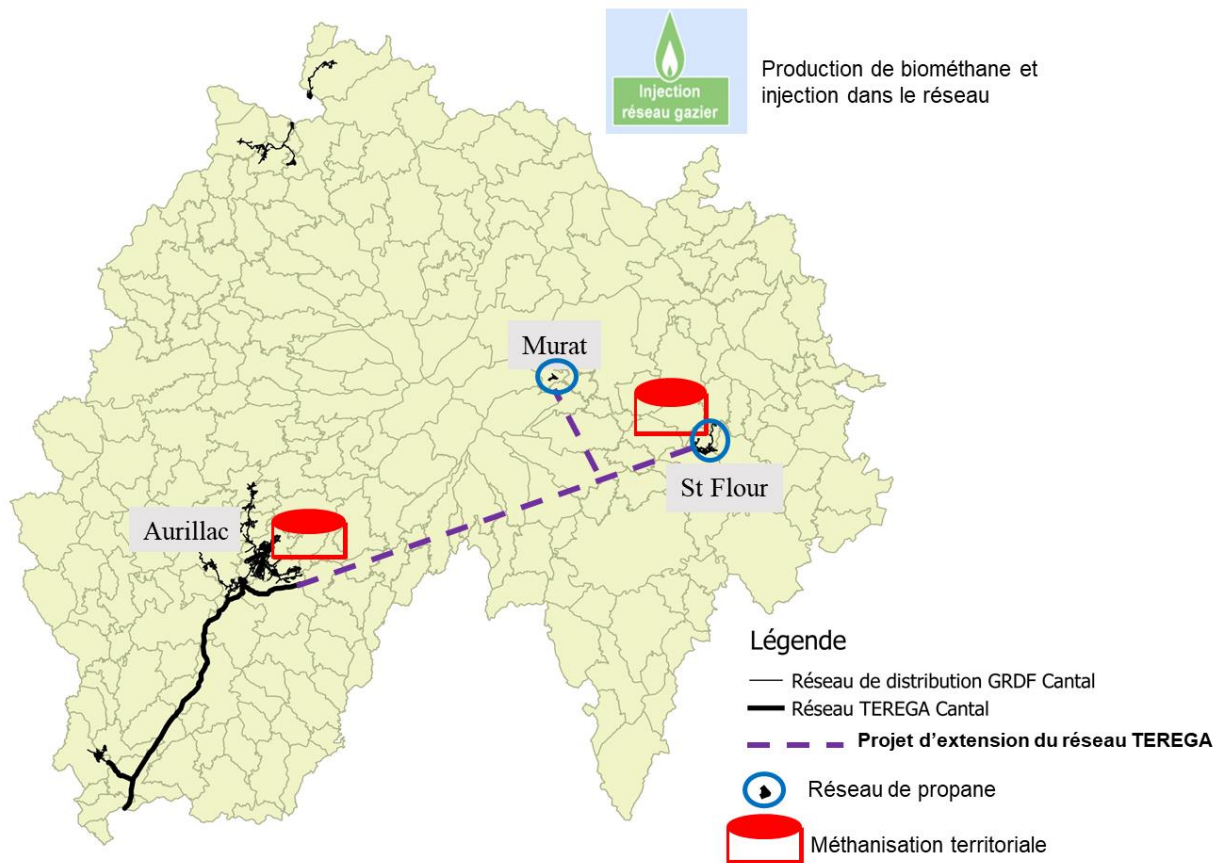 Injection
réseau gazier
Production de biométhane et
injection dans le réseau
Murat
St Flour
Aurillac
Légende
Réseau de distribution GRDF Cantal
Réseau TEREGA Cantal
Projet d'extension du réseau TEREGA
Réseau de propane
Méthanisation territoriale